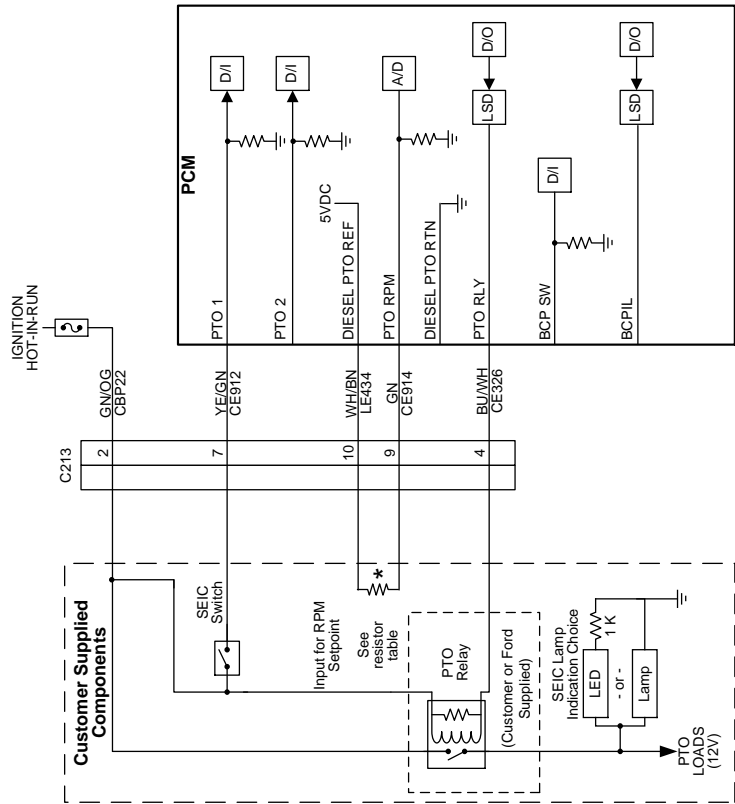 IGNITION
HOT-IN-RUN
PCM
GN/OG
CBP22
YE/GN
CE912
WH/BN
LE434
GN
CE914
BU/WH
CE326
PTO 1
PTO 2
DIESEL PTO REF
5VDC
PTO RPM
DIESEL PTO RTN
PTO RLY
BCP SW
BCPIL
D/I
D/I
A/D
LSD
D/O
D/I
LSD
D/O
C213
2
7
10
9
4
Customer Supplied
Components
SEIC
Switch
Input for RPM
Setpoint
See
resistor
table
*
PTO
Relay
(Customer or Ford
Supplied)
SEIC Lamp
Indication Choice
LED
1 K
- or -
Lamp
PTO
LOADS
(12V)